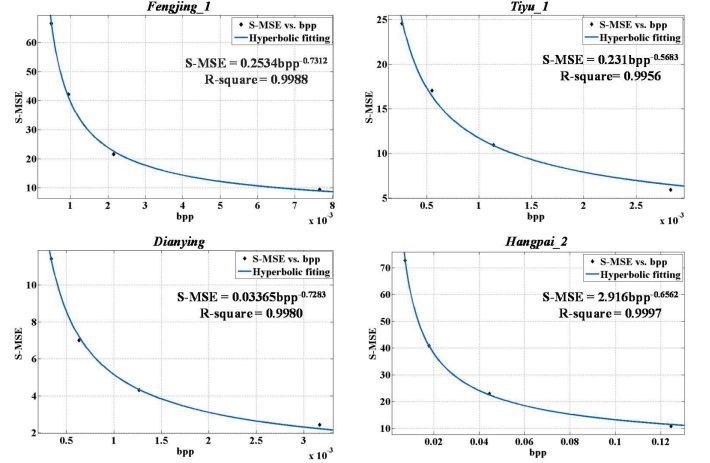 Fengjing_1
S-MSE vs. bpp
Hyperbolic fitting
S-MSE = 0.2534bpp-0.7312
R-square = 0.9988
S-MSE
60
50
40
30
20
10
1
2
3
4
5
6
7
8
bpp
x 10-3
Tiyu_1
S-MSE vs. bpp
Hyperbolic fitting
S-MSE = 0.231bpp-0.5683
R-square= 0.9956
S-MSE
25
20
15
10
5
0.5
1
1.5
2
2.5
bpp
x 10-3
Dianying
S-MSE vs. bpp
Hyperbolic fitting
S-MSE = 0.03365bpp-0.7283
R-square = 0.9980
S-MSE
10
8
6
4
2
0.5
1
1.5
2
2.5
3
bpp
x 10-3
Hangpai_2
S-MSE vs. bpp
Hyperbolic fitting
S-MSE = 2.916bpp-0.6562
R-square = 0.9997
S-MSE
70
60
50
40
30
20
10
0.02
0.04
0.06
0.08
0.1
0.12
bpp